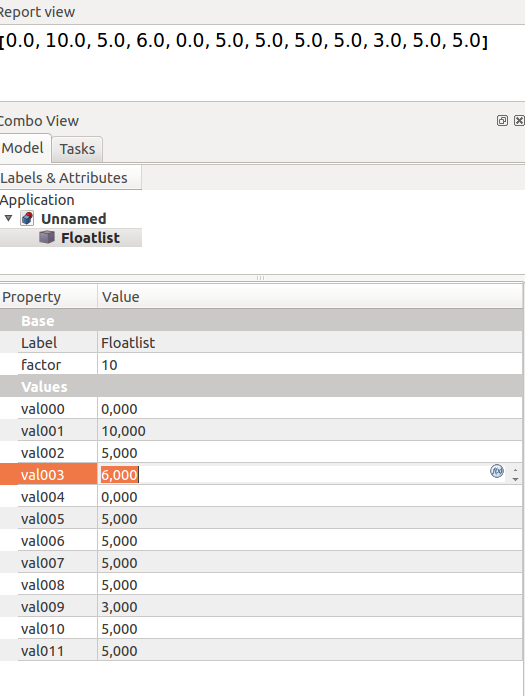 Report view
[0.0, 10.0, 5.0, 6.0, 0.0, 5.0, 5.0, 5.0, 5.0, 3.0, 5.0, 5.0]
Combo View
Model Tasks
Labels & Attributes
Application
Unnamed
Floatlist
Property Value
Base
Label Floatlist
factor 10
Values
val000 0,000
val001 10,000
val002 5,000
val003 6,000 f(x)
val004 0,000
val005 5,000
val006 5,000
val007 5,000
val008 5,000
val009 3,000
val010 5,000
val011 5,000